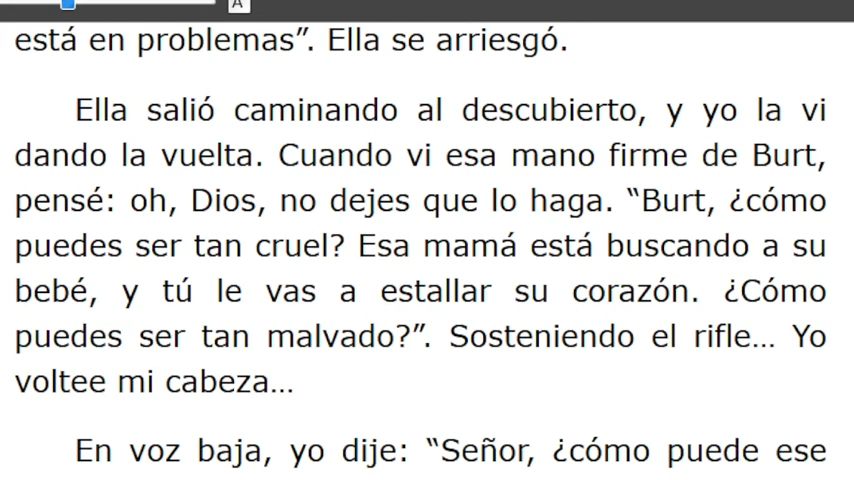 A
está en problemas”. Ella se arriesgó.
Ella salió caminando al descubierto, y yo la vi
dando la vuelta. Cuando vi esa mano firme de Burt,
pensé: oh, Dios, no dejes que lo haga. “Burt, ¿cómo
puedes ser tan cruel? Esa mamá está buscando a su
bebé, y tú le vas a estallar su corazón. ¿Cómo
puedes ser tan malvado?”. Sosteniendo el rifle... Yo
voltee mi cabeza...
En voz baja, yo dije: “Señor, ¿cómo puede ese